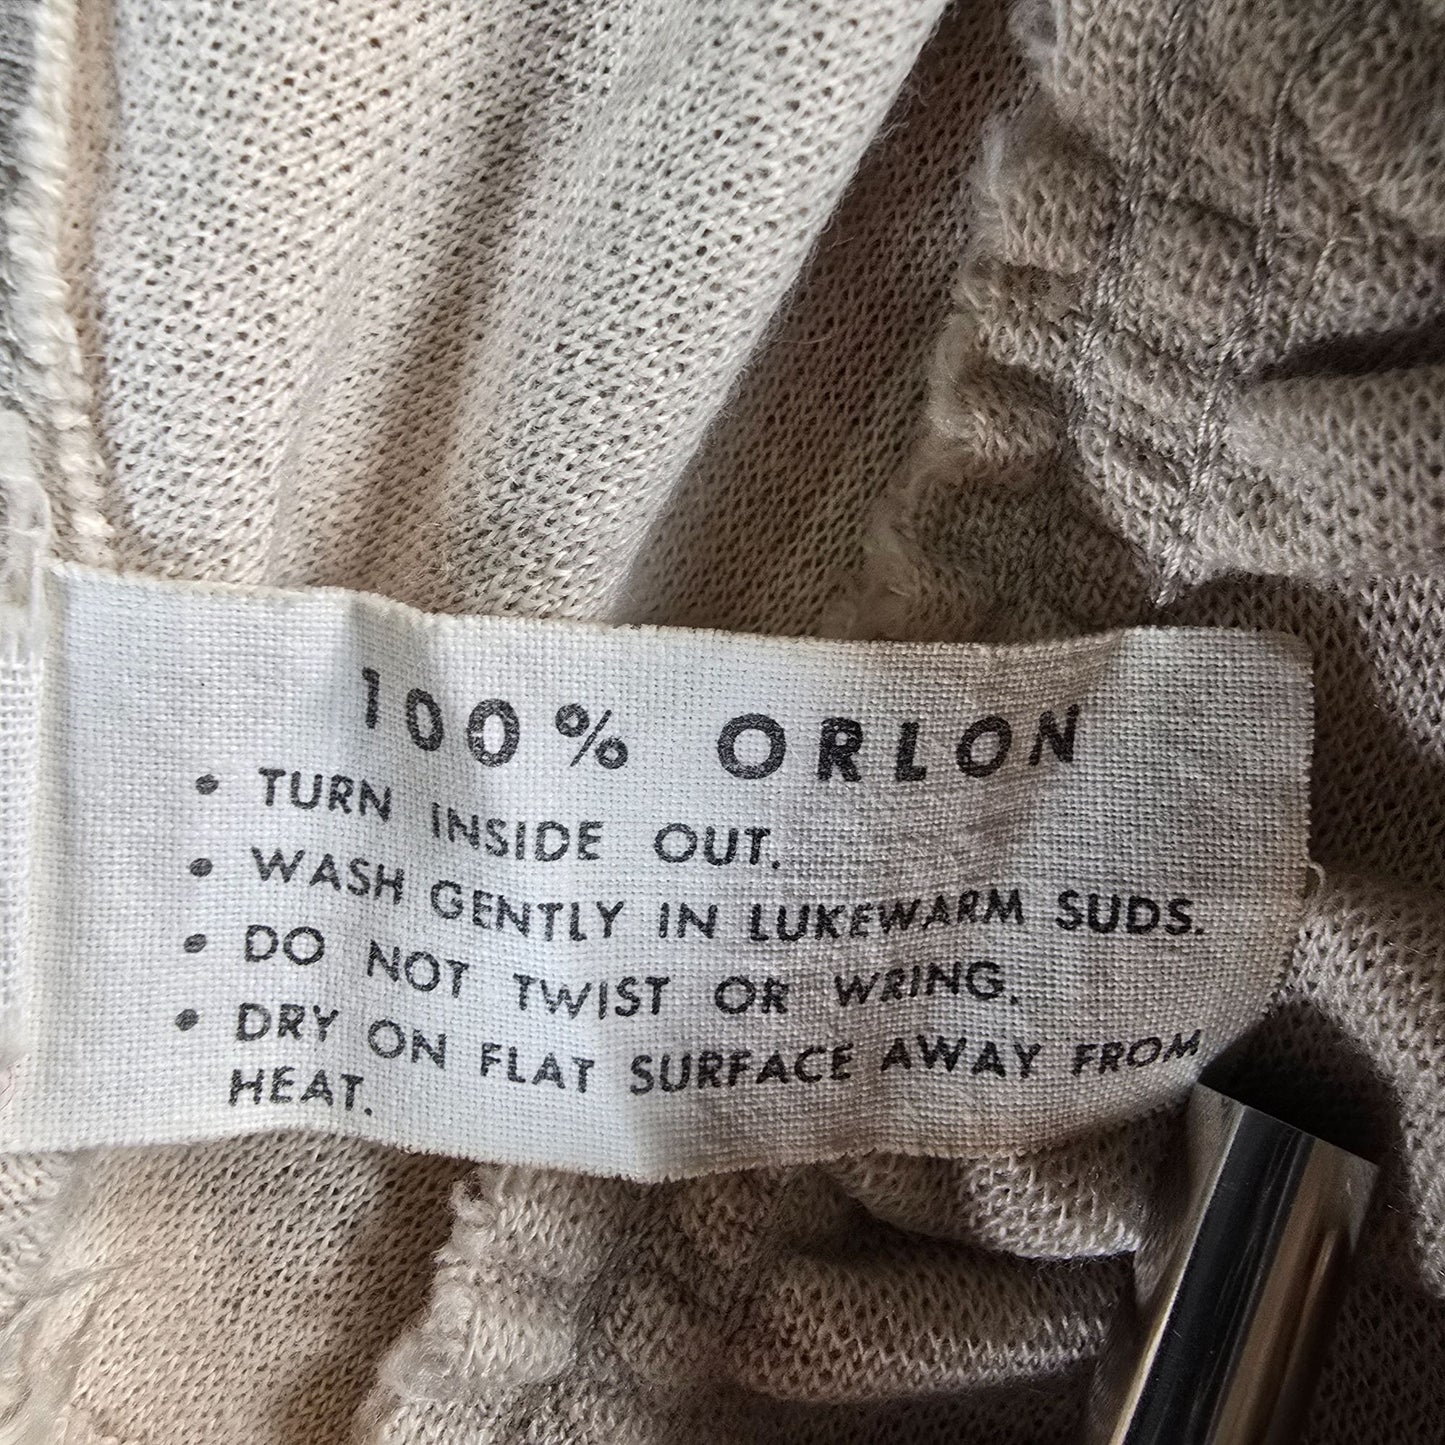 100% ORLON
• TURN INSIDE OUT.
• WASH GENTLY IN LUKEWARM SUDS.
• DO NOT TWIST OR WRING.
• DRY ON FLAT SURFACE AWAY FROM
HEAT.